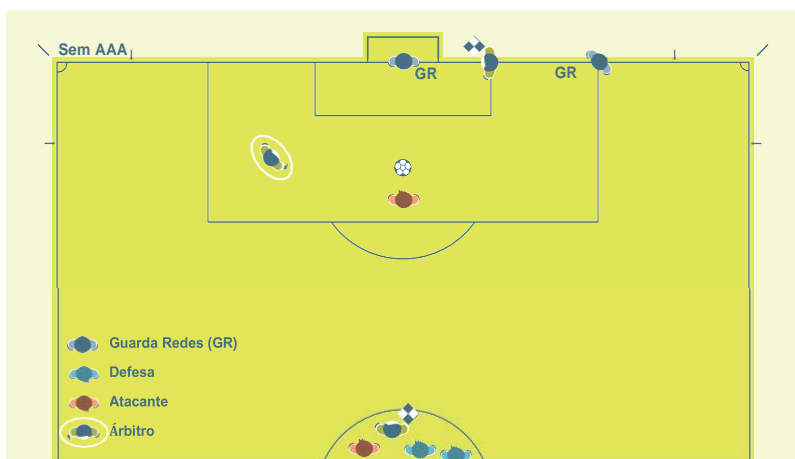 Sem AAA
GR
GR
Guarda Redes (GR)
Defesa
Atacante
Árbitro